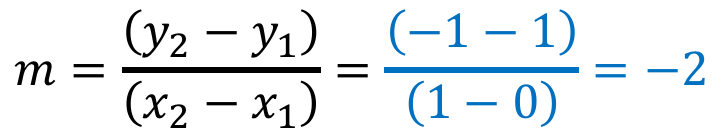 m = (y₂ − y₁) / (x₂ − x₁) = (−1 − 1) / (1 − 0) = −2